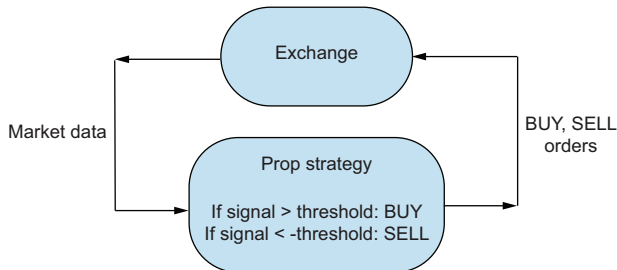 Exchange
Market data
BUY, SELL
orders
Prop strategy
If signal > threshold: BUY
If signal < -threshold: SELL